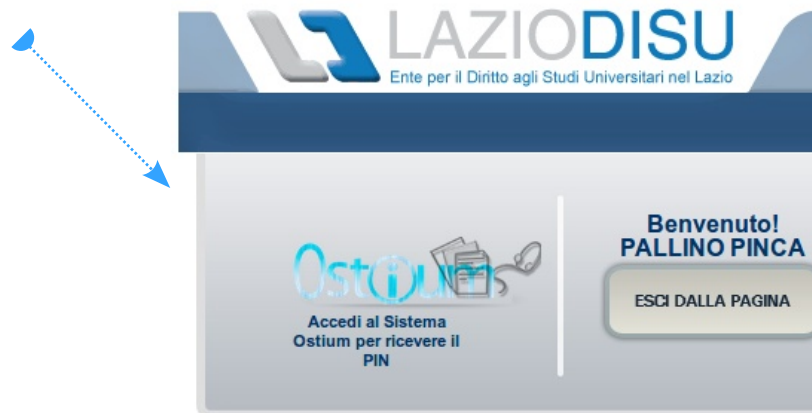 LAZIODISU
Ente per il Diritto agli Studi Universitari nel Lazio
Ostium
Accedi al Sistema
Ostium per ricevere il
PIN
Benvenuto!
PALLINO PINCA
ESCI DALLA PAGINA